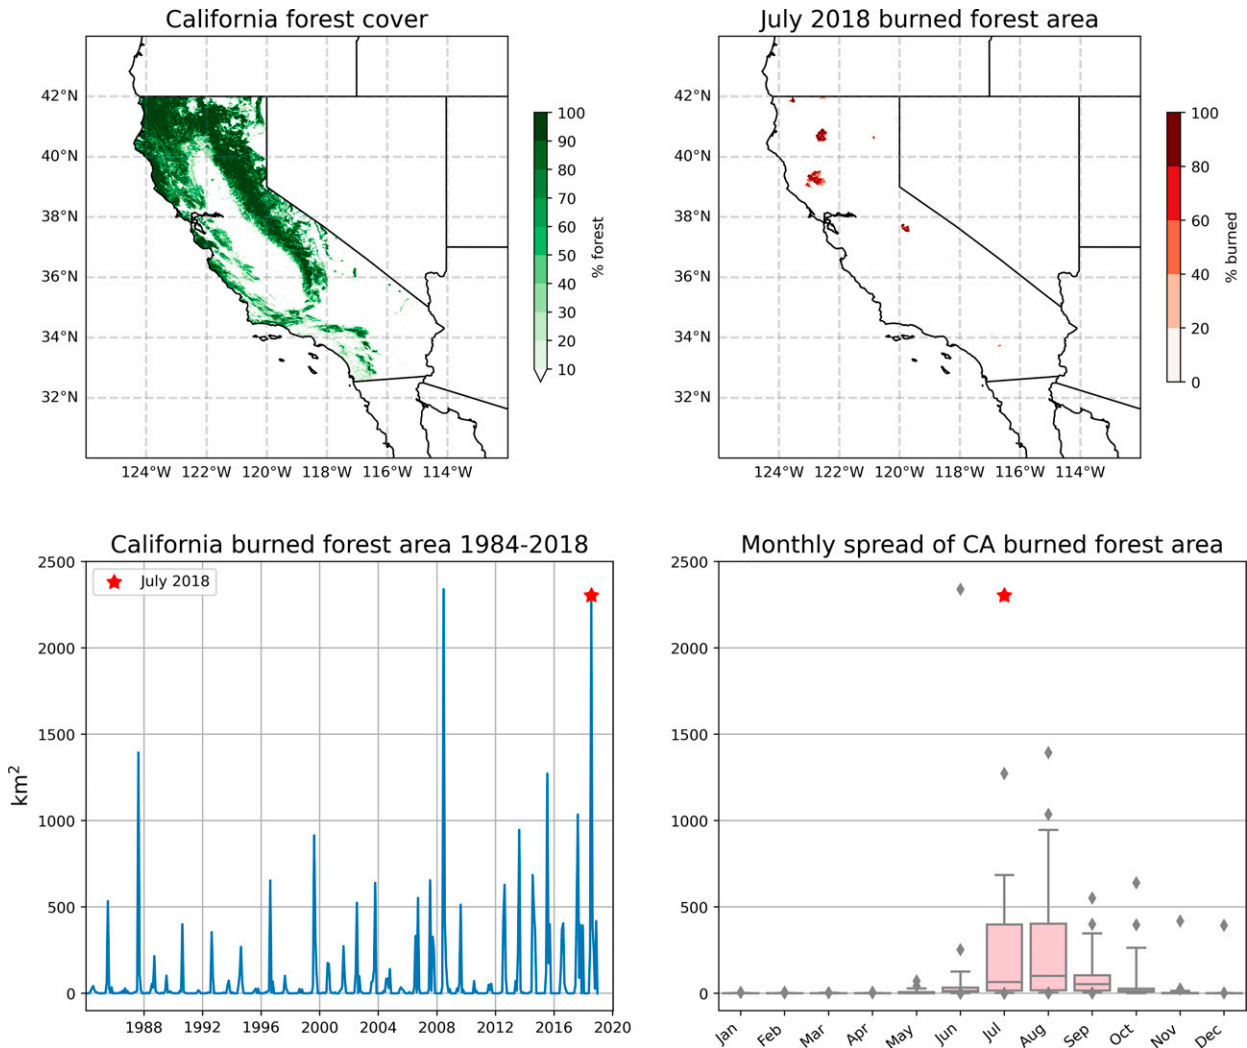 California forest cover
42°N
40°N
38°N
36°N
34°N
32°N
124°W 122°W 120°W 118°W 116°W 114°W
100
90
80
70
60
50
40
30
20
10
% forest
July 2018 burned forest area
42°N
40°N
38°N
36°N
34°N
32°N
124°W 122°W 120°W 118°W 116°W 114°W
100
80
60
40
20
0
% burned
California burned forest area 1984-2018
July 2018
2500
2000
1500
1000
500
0
km²
1988 1992 1996 2000 2004 2008 2012 2016 2020
Monthly spread of CA burned forest area
2500
2000
1500
1000
500
0
Jan Feb Mar Apr May Jun Jul Aug Sep Oct Nov Dec